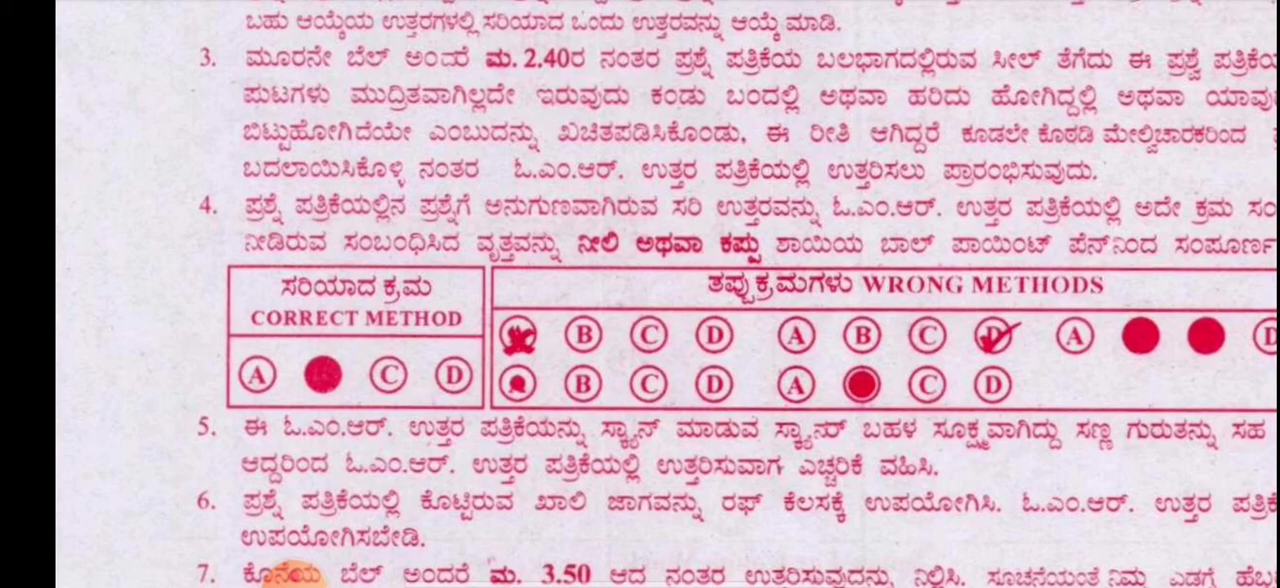 ಬಹು ಆಯ್ಕೆಯ ಉತ್ತರಗಳಲ್ಲಿ ಸರಿಯಾದ ಒಂದು ಉತ್ತರವನ್ನು ಆಯ್ಕೆ ಮಾಡಿ.
3. ಮೂರನೇ ಬೆಲ್ ಅಂದರೆ ಮ. 2.40ರ ನಂತರ ಪ್ರಶ್ನೆ ಪತ್ರಿಕೆಯ ಬಲಭಾಗದಲ್ಲಿರುವ ಸೀಲ್ ತೆಗೆದು ಈ ಪ್ರಶ್ನೆ ಪತ್ರಿಕೆಯ
ಪುಟಗಳು ಮುದ್ರಿತವಾಗಿಲ್ಲದೇ ಇರುವುದು ಕಂಡು ಬಂದಲ್ಲಿ ಅಥವಾ ಹರಿದು ಹೋಗಿದ್ದಲ್ಲಿ ಅಥವಾ ಯಾವು
ಬಿಟ್ಟುಹೋಗಿದೆಯೇ ಎಂಬುದನ್ನು ಖಚಿತಪಡಿಸಿಕೊಂಡು, ಈ ರೀತಿ ಆಗಿದ್ದರೆ ಕೂಡಲೇ ಕೊಠಡಿ ಮೇಲ್ವಿಚಾರಕರಿಂದ
ಬದಲಾಯಿಸಿಕೊಳ್ಳಿ ನಂತರ ಓ.ಎಂ.ಆರ್. ಉತ್ತರ ಪತ್ರಿಕೆಯಲ್ಲಿ ಉತ್ತರಿಸಲು ಪ್ರಾರಂಭಿಸುವುದು.
4. ಪ್ರಶ್ನೆ ಪತ್ರಿಕೆಯಲ್ಲಿನ ಪ್ರಶ್ನೆಗೆ ಅನುಗುಣವಾಗಿರುವ ಸರಿ ಉತ್ತರವನ್ನು ಓ.ಎಂ.ಆರ್. ಉತ್ತರ ಪತ್ರಿಕೆಯಲ್ಲಿ ಅದೇ ಕ್ರಮ ಸಂ
ನೀಡಿರುವ ಸಂಬಂಧಿಸಿದ ವೃತ್ತವನ್ನು ನೀಲಿ ಅಥವಾ ಕಪ್ಪು ಶಾಯಿಯ ಬಾಲ್ ಪಾಯಿಂಟ್ ಪೆನ್‌ನಿಂದ ಸಂಪೂರ್ಣ
ಸರಿಯಾದ ಕ್ರಮ
CORRECT METHOD
A C D
ತಪ್ಪು ಕ್ರಮಗಳು WRONG METHODS
B C D A B C D A D
B C D A C D
5. ಈ ಓ.ಎಂ.ಆರ್. ಉತ್ತರ ಪತ್ರಿಕೆಯನ್ನು ಸ್ಕ್ಯಾನ್ ಮಾಡುವ ಸ್ಕ್ಯಾನರ್ ಬಹಳ ಸೂಕ್ಷ್ಮವಾಗಿದ್ದು ಸಣ್ಣ ಗುರುತನ್ನು ಸಹ
ಆದ್ದರಿಂದ ಓ.ಎಂ.ಆರ್. ಉತ್ತರ ಪತ್ರಿಕೆಯಲ್ಲಿ ಉತ್ತರಿಸುವಾಗ ಎಚ್ಚರಿಕೆ ವಹಿಸಿ.
6. ಪ್ರಶ್ನೆ ಪತ್ರಿಕೆಯಲ್ಲಿ ಕೊಟ್ಟಿರುವ ಖಾಲಿ ಜಾಗವನ್ನು ರಫ್ ಕೆಲಸಕ್ಕೆ ಉಪಯೋಗಿಸಿ. ಓ.ಎಂ.ಆರ್. ಉತ್ತರ ಪತ್ರಿಕೆ
ಉಪಯೋಗಿಸಬೇಡಿ.
7. ಕೊನೆಯ ಬೆಲ್ ಅಂದರೆ ಮ. 3.50 ಆದ ನಂತರ ಉತ್ತರಿಸುವುದನ್ನು ನಿಲ್ಲಿಸಿ. ಸೂಚನೆಯಂತೆ ನಿಮ್ಮ ಎಡಗೈ ಹೆಬ್ಬ